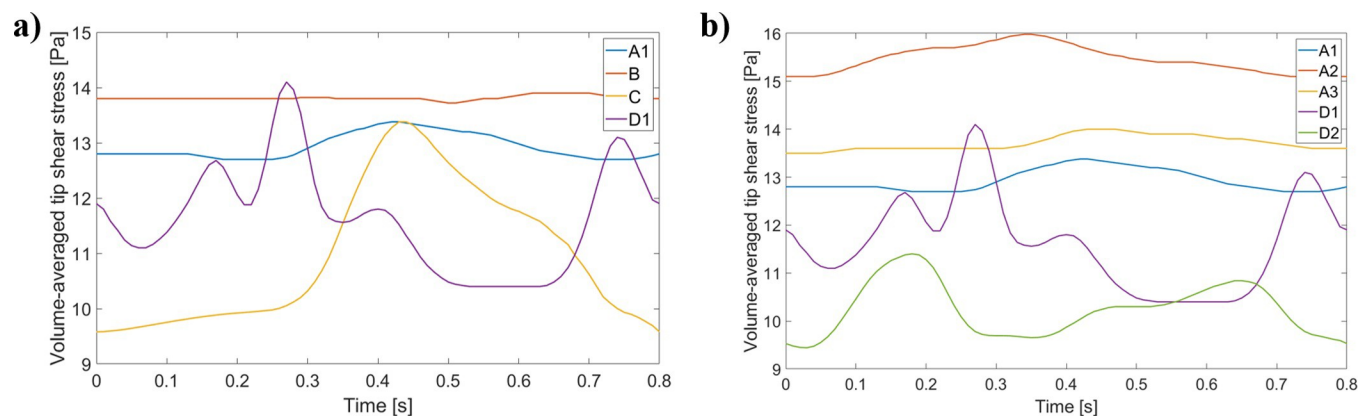 a)
Volume-averaged tip shear stress [Pa]
15
14
13
12
11
10
9
0 0.1 0.2 0.3 0.4 0.5 0.6 0.7 0.8
Time [s]
A1
B
C
D1
b)
Volume-averaged tip shear stress [Pa]
16
15
14
13
12
11
10
9
0 0.1 0.2 0.3 0.4 0.5 0.6 0.7 0.8
Time [s]
A1
A2
A3
D1
D2